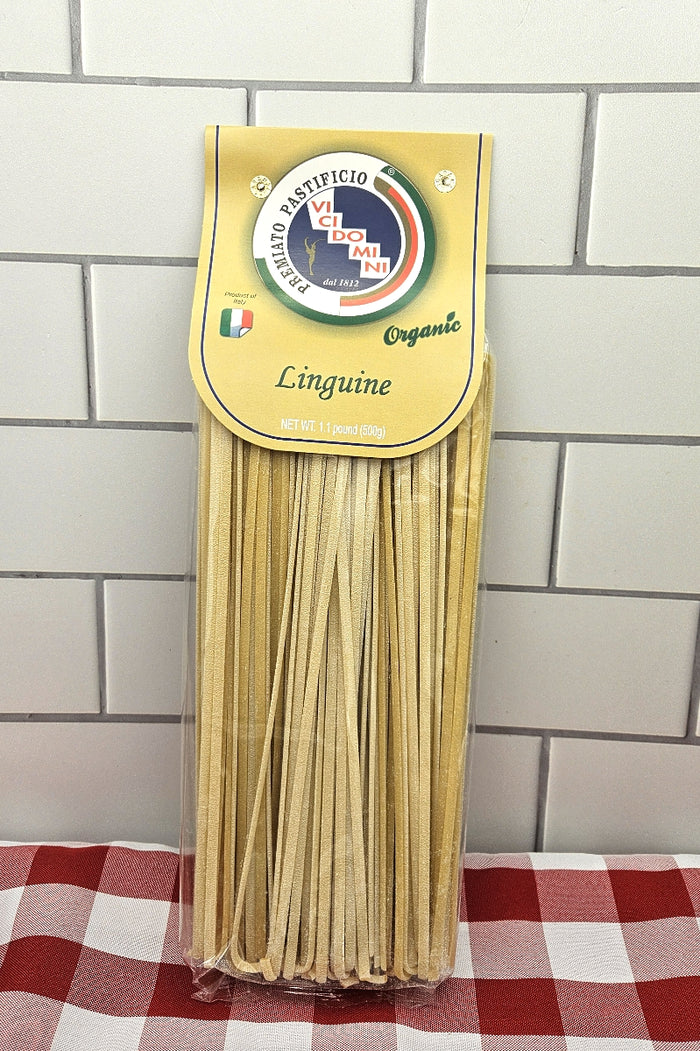 PREMIATO PASTIFICIO
VI
CI
DO
MI
NI
dal 1812
®
Product of
Italy
Organic
Linguine
NET WT. 1.1 pound (500g)